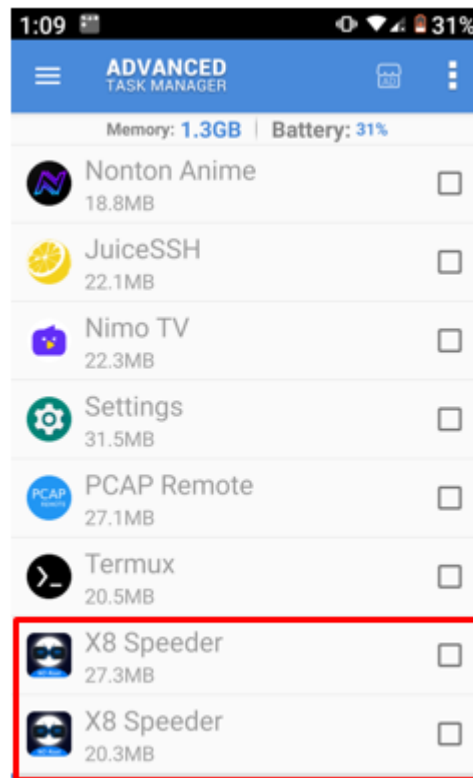 1:09 31%
ADVANCED
TASK MANAGER
AD
Memory: 1.3GB | Battery: 31%
Nonton Anime
18.8MB
JuiceSSH
22.1MB
Nimo TV
22.3MB
Settings
31.5MB
PCAP REMOTE
PCAP Remote
27.1MB
Termux
20.5MB
X8 Speeder
27.3MB
X8 Speeder
20.3MB